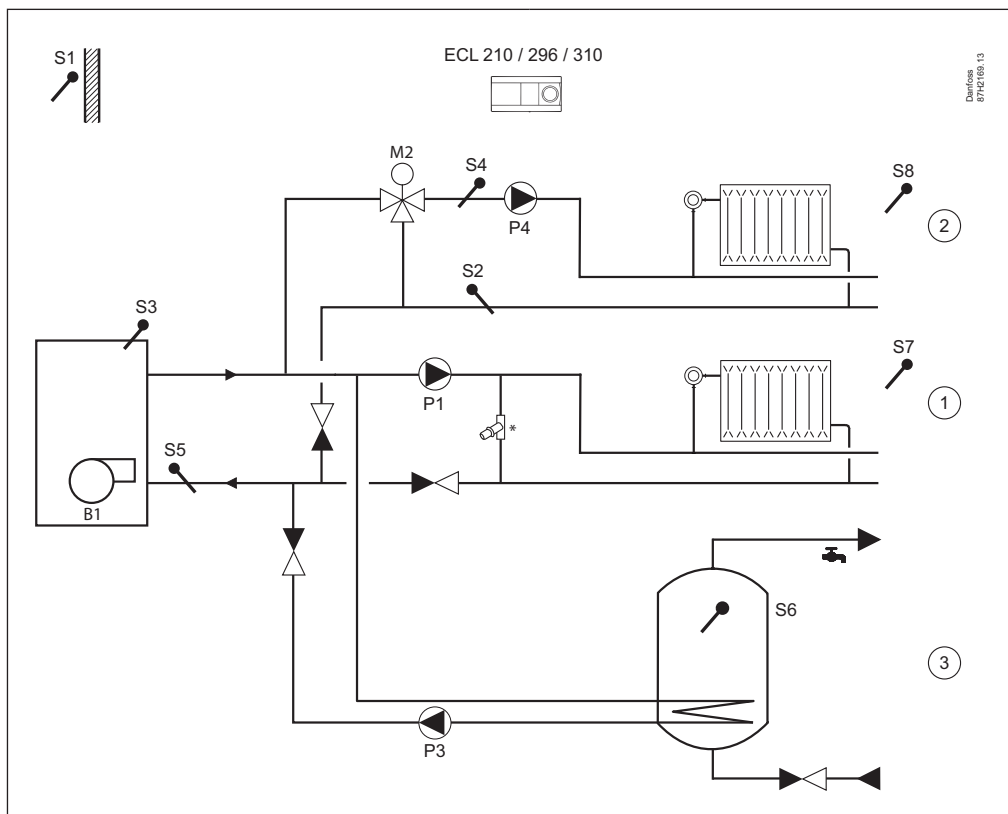 S1
ECL 210 / 296 / 310
Danfoss
87H2169.13
M2
S4
P4
S8
2
S2
S3
S7
P1
1
*
S5
B1
S6
3
P3